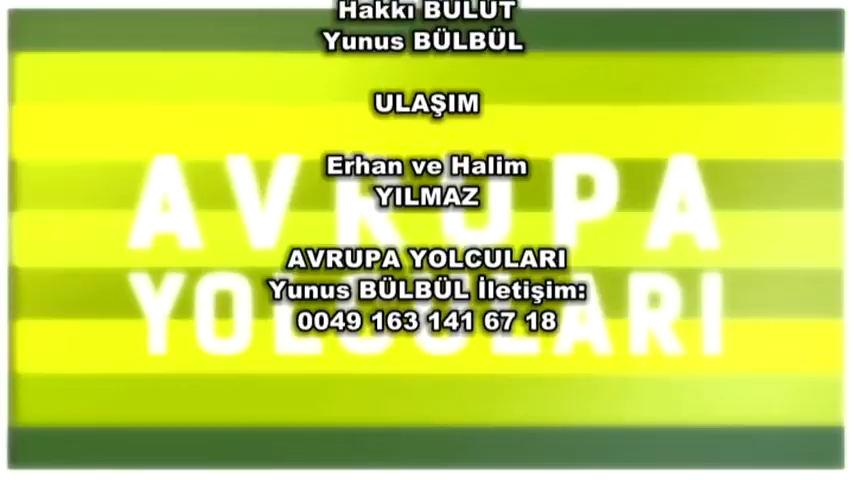 Hakkı BULUT
Yunus BÜLBÜL
ULAŞIM
Erhan ve Halim
YILMAZ
AVRUPA YOLCULARI
Yunus BÜLBÜL İletişim:
0049 163 141 67 18
AVRUPA
YOLCULARI